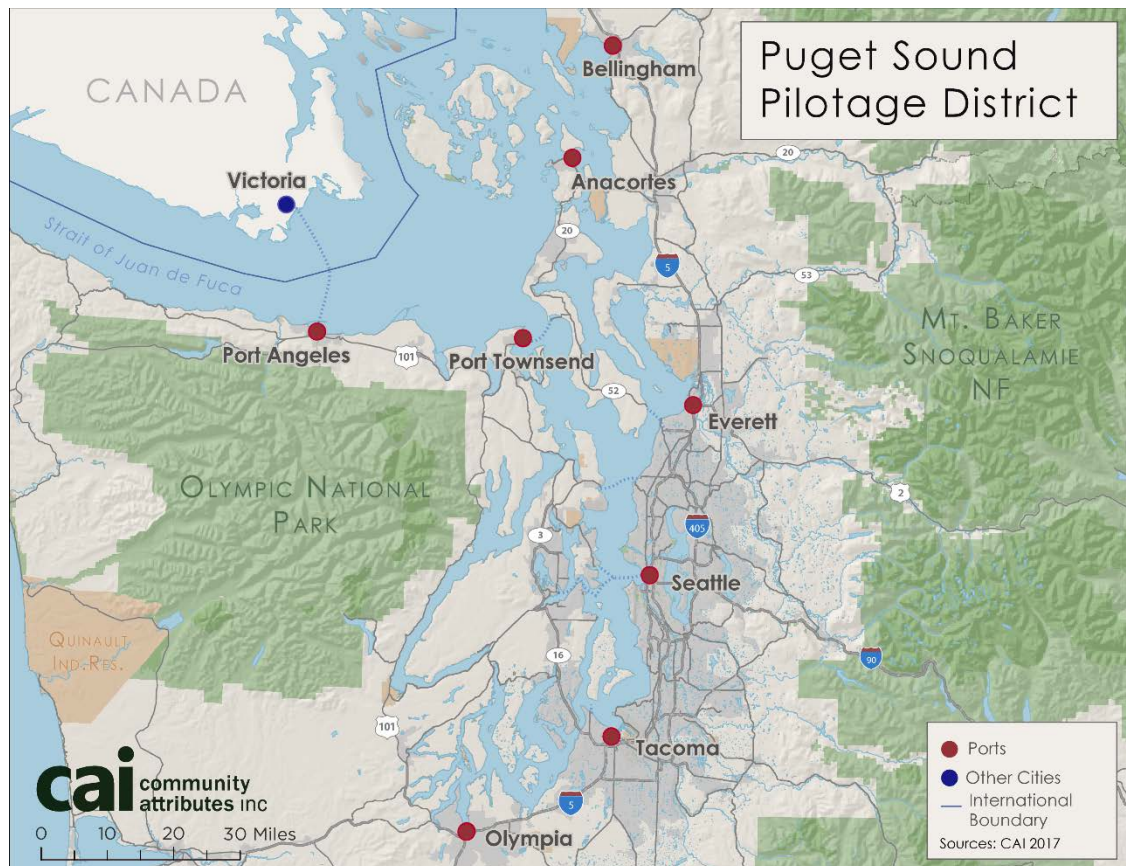 Puget Sound
Pilotage District
Bellingham
CANADA
20
Anacortes
Victoria
20
Strait of Juan de Fuca
5
53
Port Angeles
101
Port Townsend
MT. BAKER
SNOQUALAMIE
NF
52
Everett
OLYMPIC NATIONAL
PARK
2
405
3
Seattle
QUINAULT
IND. RES.
16
90
101
Tacoma
cai community
attributes INC
5
0 10 20 30 Miles
Olympia
Ports
Other Cities
International
Boundary
Sources: CAI 2017